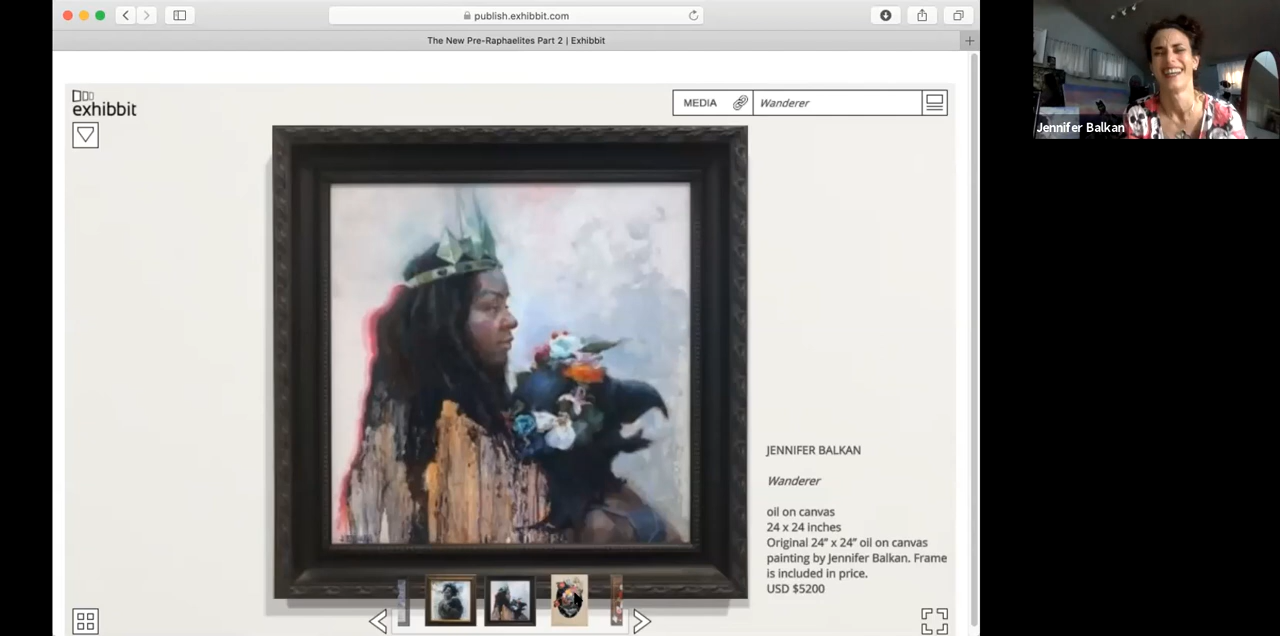 publish.exhibbit.com
The New Pre-Raphaelites Part 2 | Exhibbit
exhibbit
MEDIA
Wanderer
Jennifer Balkan
JENNIFER BALKAN
Wanderer
oil on canvas
24 x 24 inches
Original 24” x 24” oil on canvas
painting by Jennifer Balkan. Frame
is included in price.
USD $5200